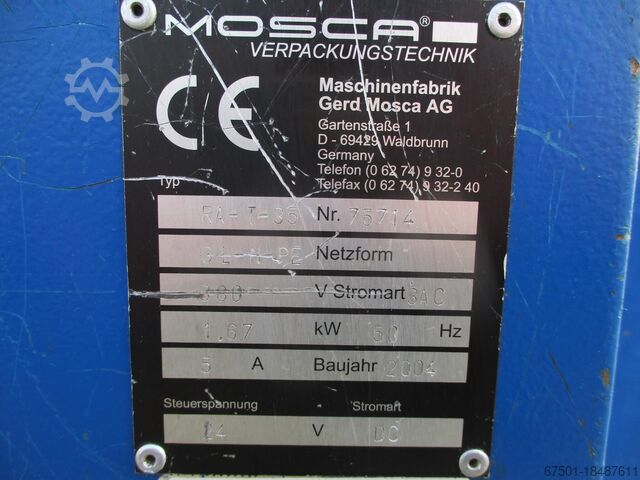 MOSCA®
VERPACKUNGSTECHNIK
CE
Maschinenfabrik
Gerd Mosca AG
Gartenstraße 1
D - 69429 Waldbrunn
Germany
Telefon (0 62 74) 9 32-0
Telefax (0 62 74) 9 32-2 40
Typ
Nr. 75714
Netzform
380 V Stromart 3AC
1,67 kW 50 Hz
5 A Baujahr 2004
Steuerspannung Stromart
24 V DC
67501-18487611